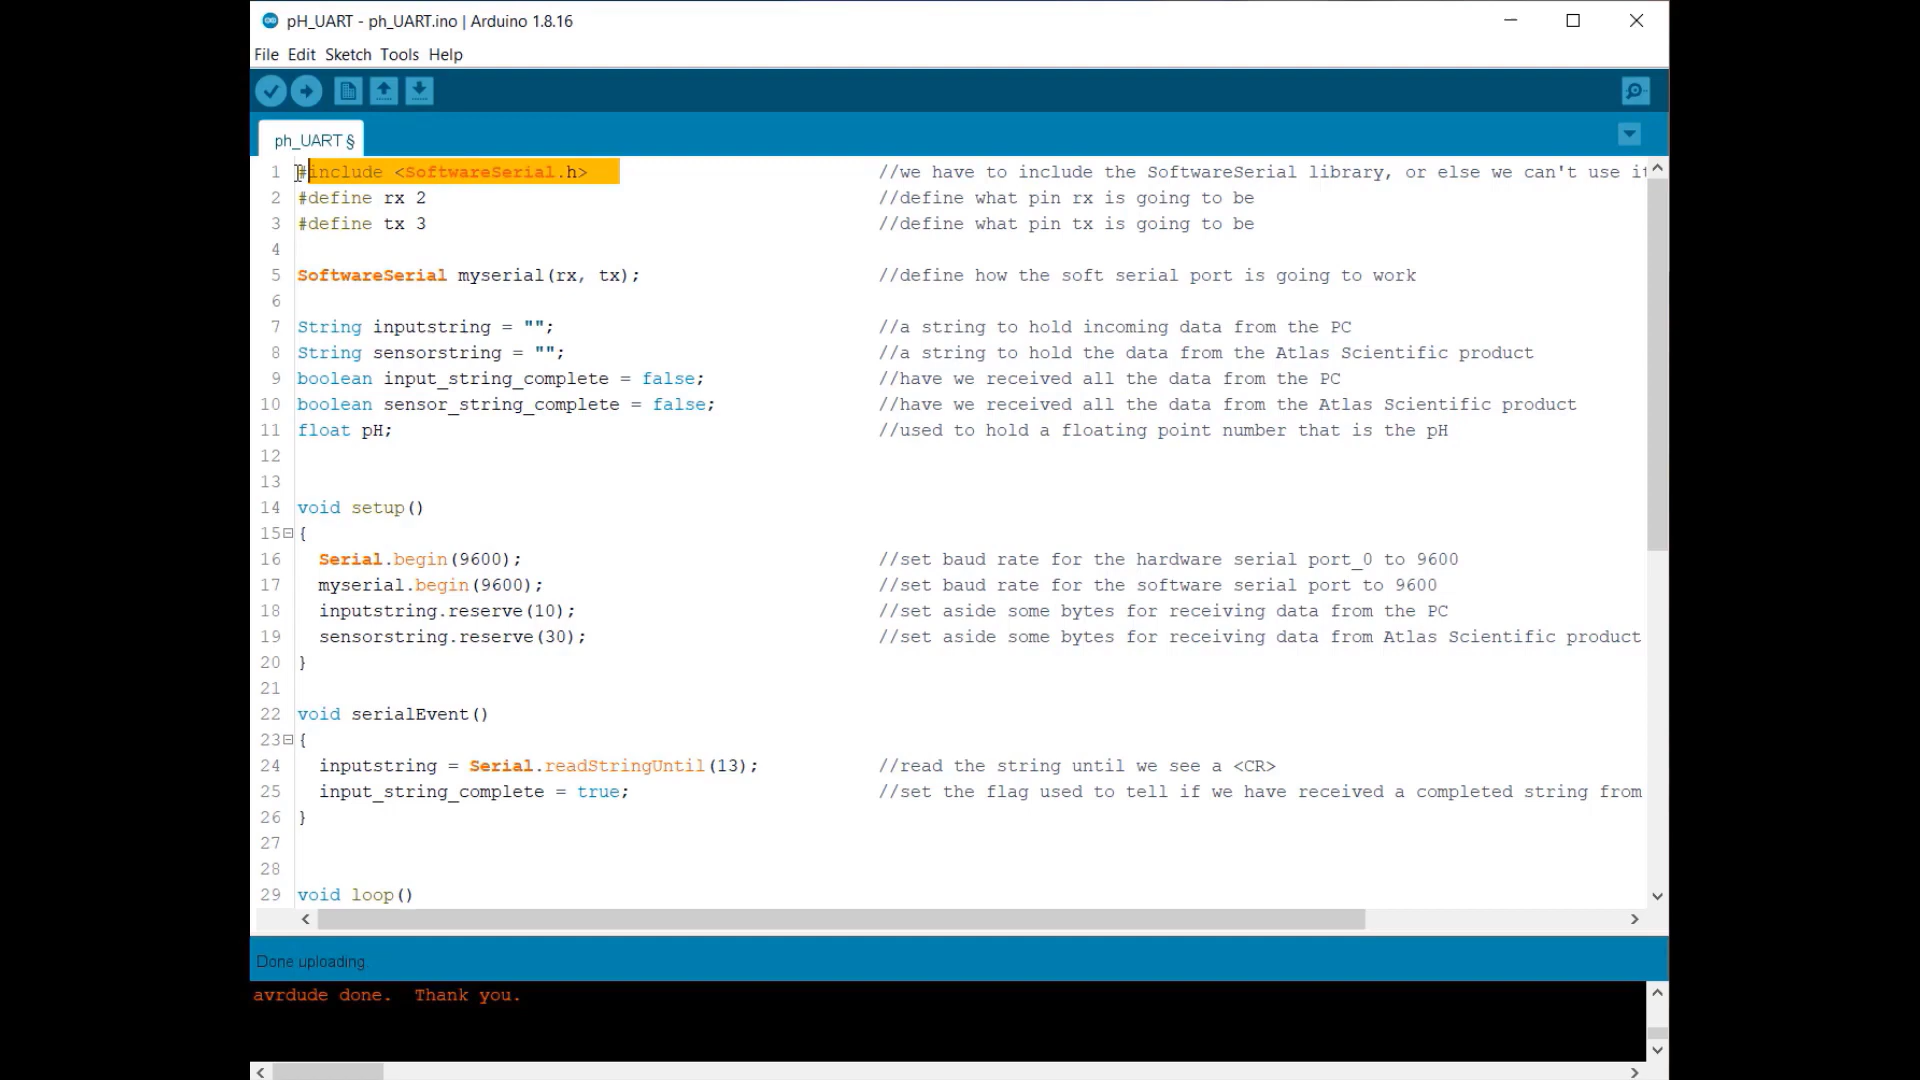 pH_UART - ph_UART.ino | Arduino 1.8.16
File Edit Sketch Tools Help
ph_UART §
1 #include <SoftwareSerial.h> //we have to include the SoftwareSerial library, or else we can't use it
2 #define rx 2 //define what pin rx is going to be
3 #define tx 3 //define what pin tx is going to be
4
5 SoftwareSerial myserial(rx, tx); //define how the soft serial port is going to work
6
7 String inputstring = ""; //a string to hold incoming data from the PC
8 String sensorstring = ""; //a string to hold the data from the Atlas Scientific product
9 boolean input_string_complete = false; //have we received all the data from the PC
10 boolean sensor_string_complete = false; //have we received all the data from the Atlas Scientific product
11 float pH; //used to hold a floating point number that is the pH
12
13
14 void setup()
15 {
16 Serial.begin(9600); //set baud rate for the hardware serial port_0 to 9600
17 myserial.begin(9600); //set baud rate for the software serial port to 9600
18 inputstring.reserve(10); //set aside some bytes for receiving data from the PC
19 sensorstring.reserve(30); //set aside some bytes for receiving data from Atlas Scientific product
20 }
21
22 void serialEvent()
23 {
24 inputstring = Serial.readStringUntil(13); //read the string until we see a <CR>
25 input_string_complete = true; //set the flag used to tell if we have received a completed string from
26 }
27
28
29 void loop()
Done uploading.
avrdude done. Thank you.